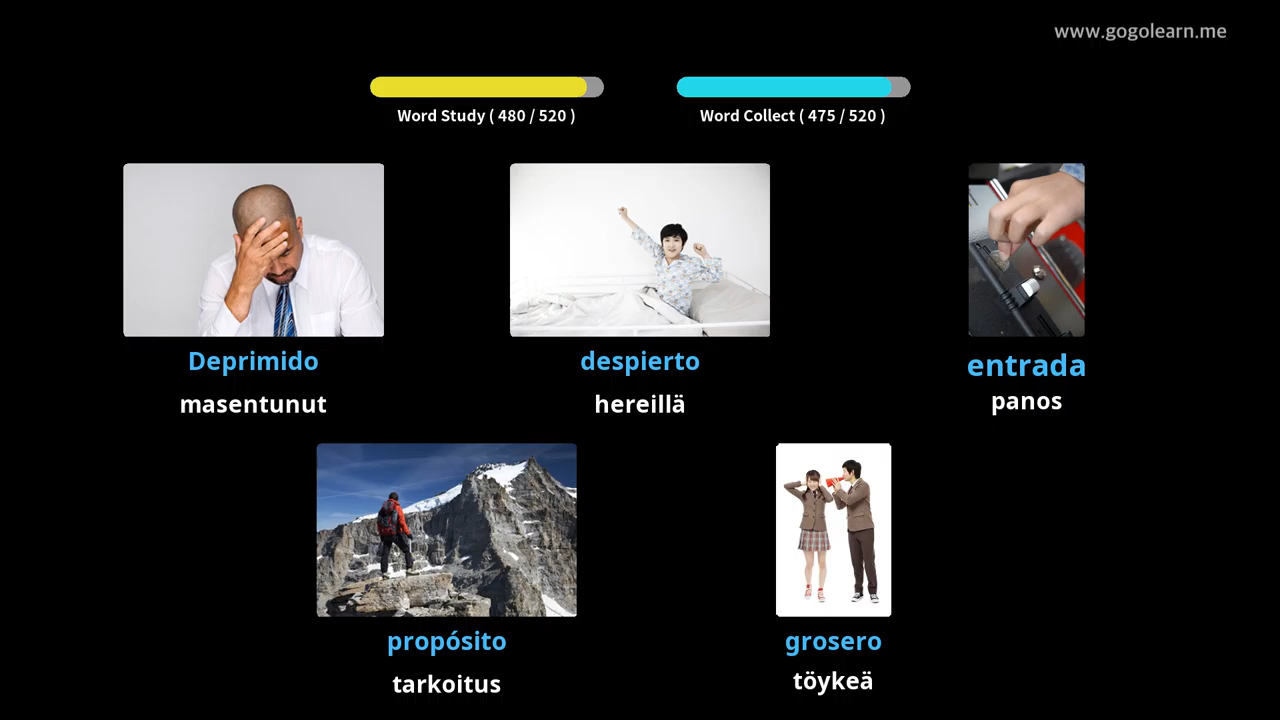 www.gogolearn.me
Word Study ( 480 / 520 )
Word Collect ( 475 / 520 )
Deprimido
masentunut
despierto
hereillä
entrada
panos
propósito
tarkoitus
grosero
töykeä